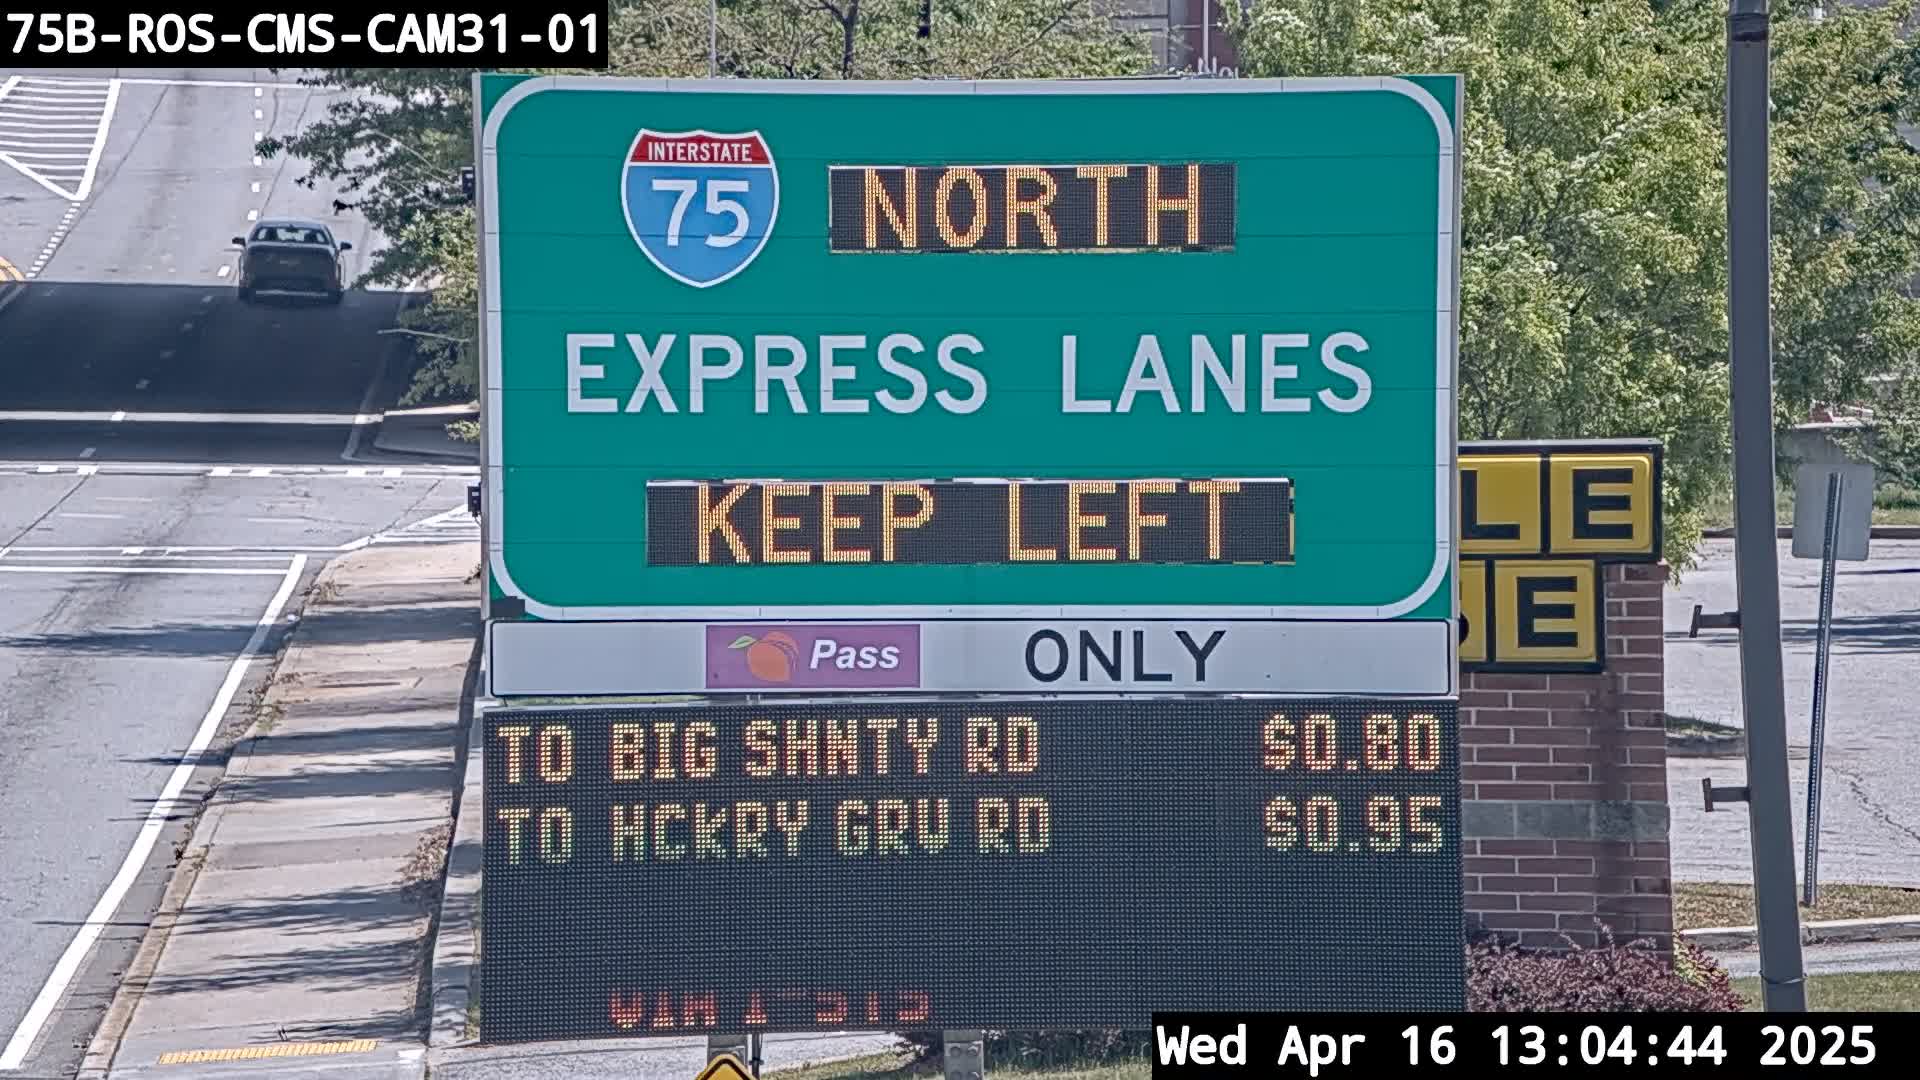 75B-ROS-CMS-CAM31-01
INTERSTATE
75
NORTH
EXPRESS LANES
KEEP LEFT
Pass ONLY
TO BIG SHNTY RD $0.80
TO HCKRY GRV RD $0.95
LE
E
Wed Apr 16 13:04:44 2025